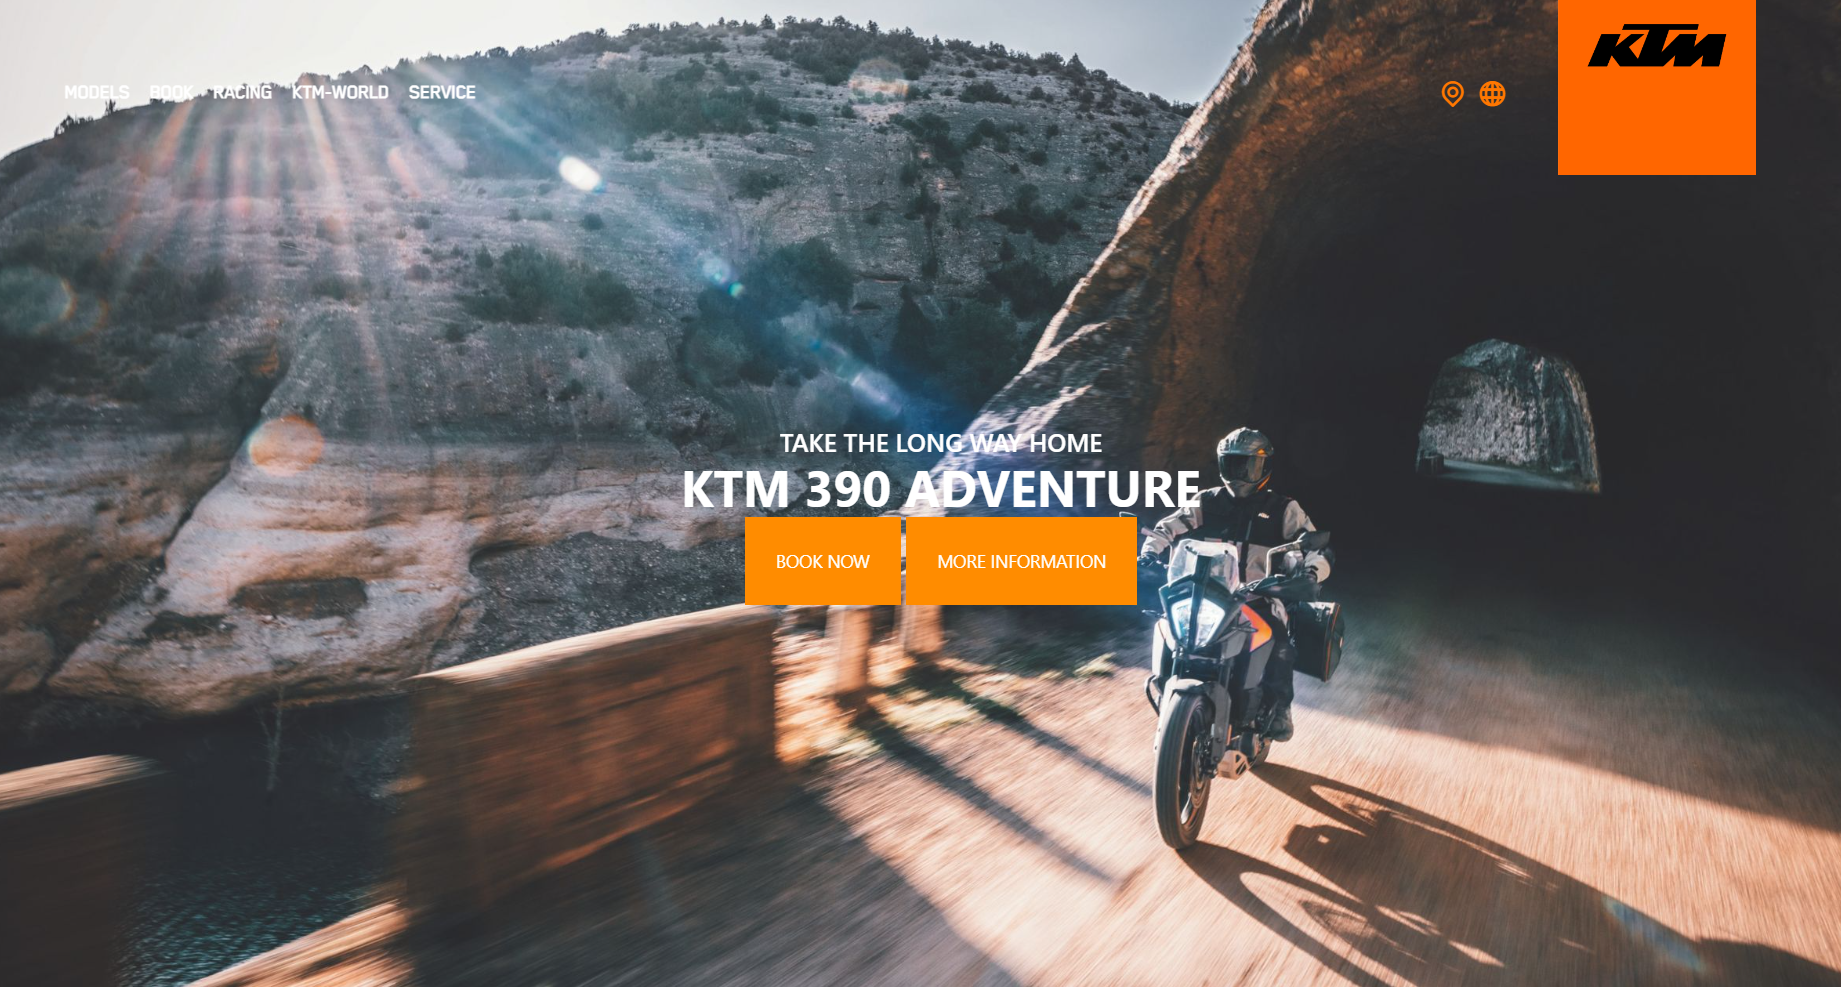 KTM
MODELS BOOK RACING KTM-WORLD SERVICE
TAKE THE LONG WAY HOME
KTM 390 ADVENTURE
BOOK NOW MORE INFORMATION